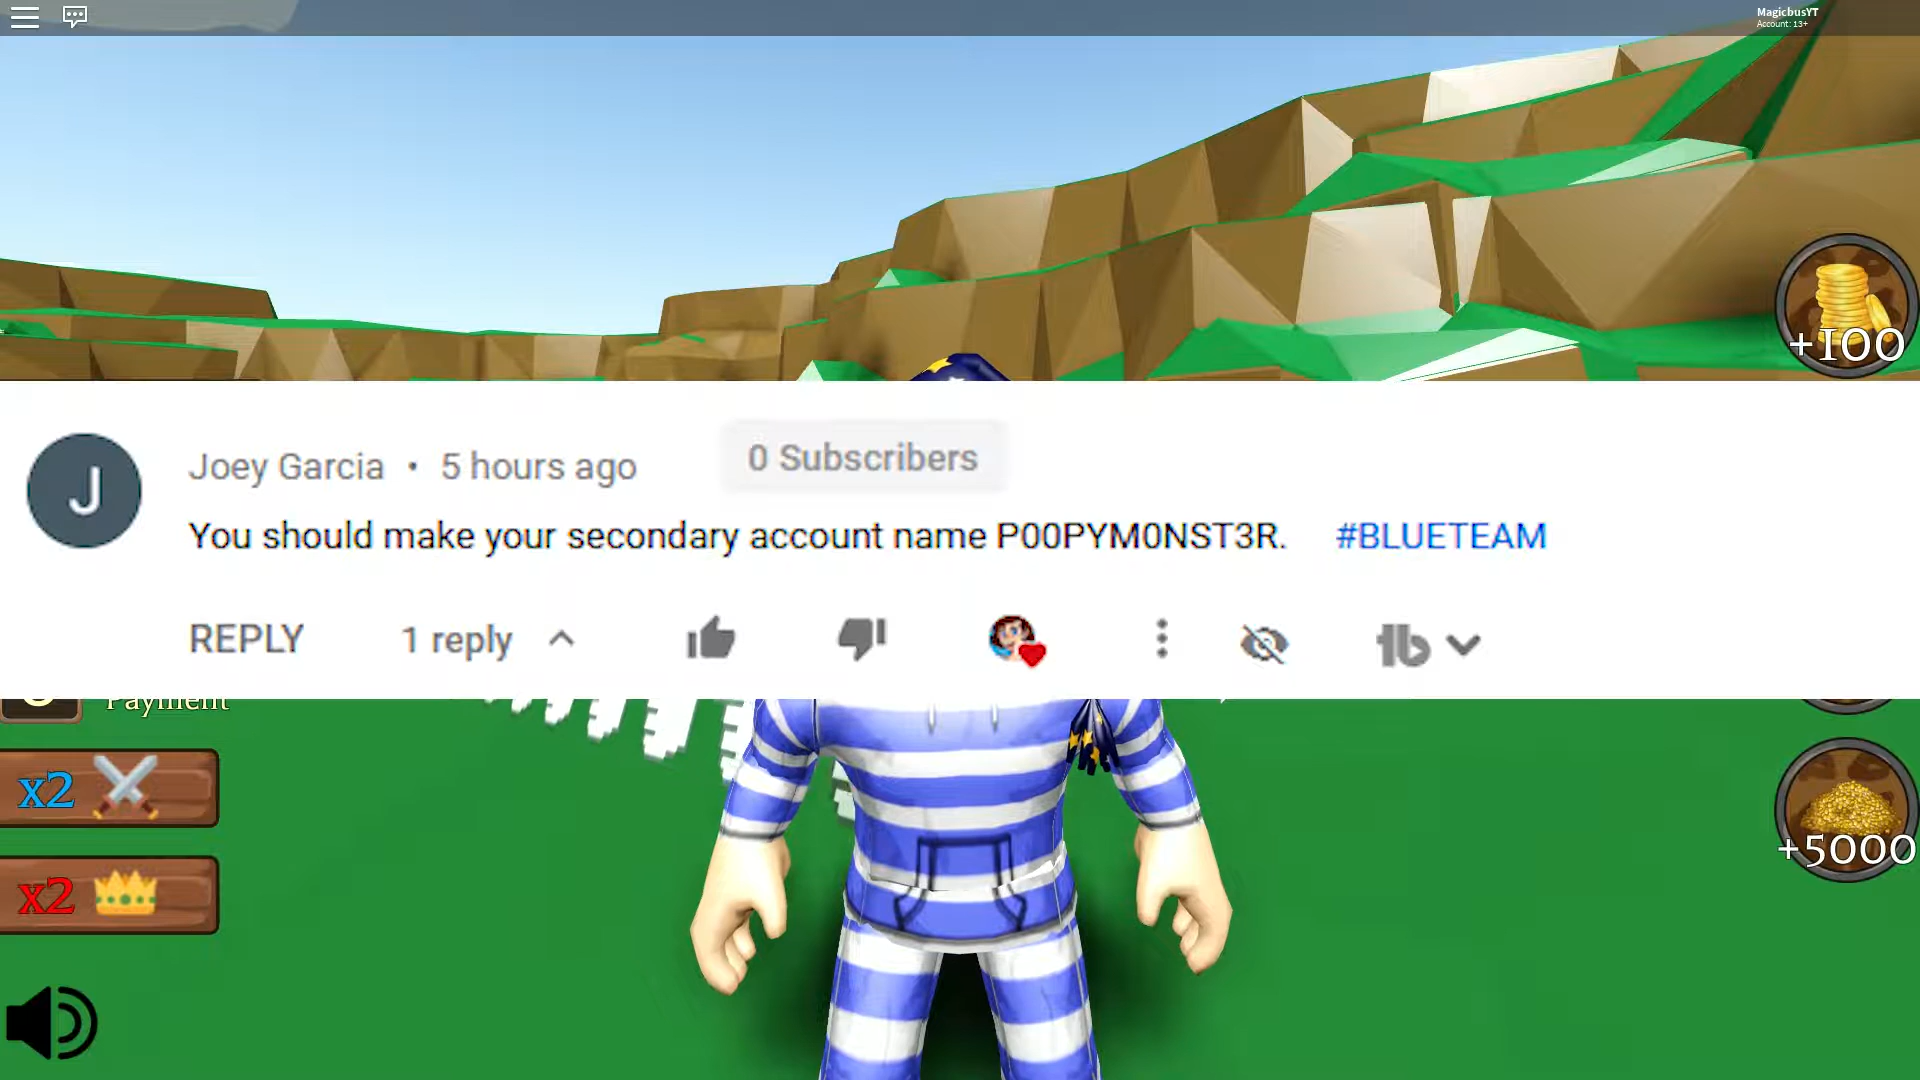 MagicbusYT
Account: 13+
+100
J
Joey Garcia • 5 hours ago
0 Subscribers
You should make your secondary account name P00PYM0NST3R. #BLUETEAM
REPLY 1 reply
Payment
x2
+5000
x2